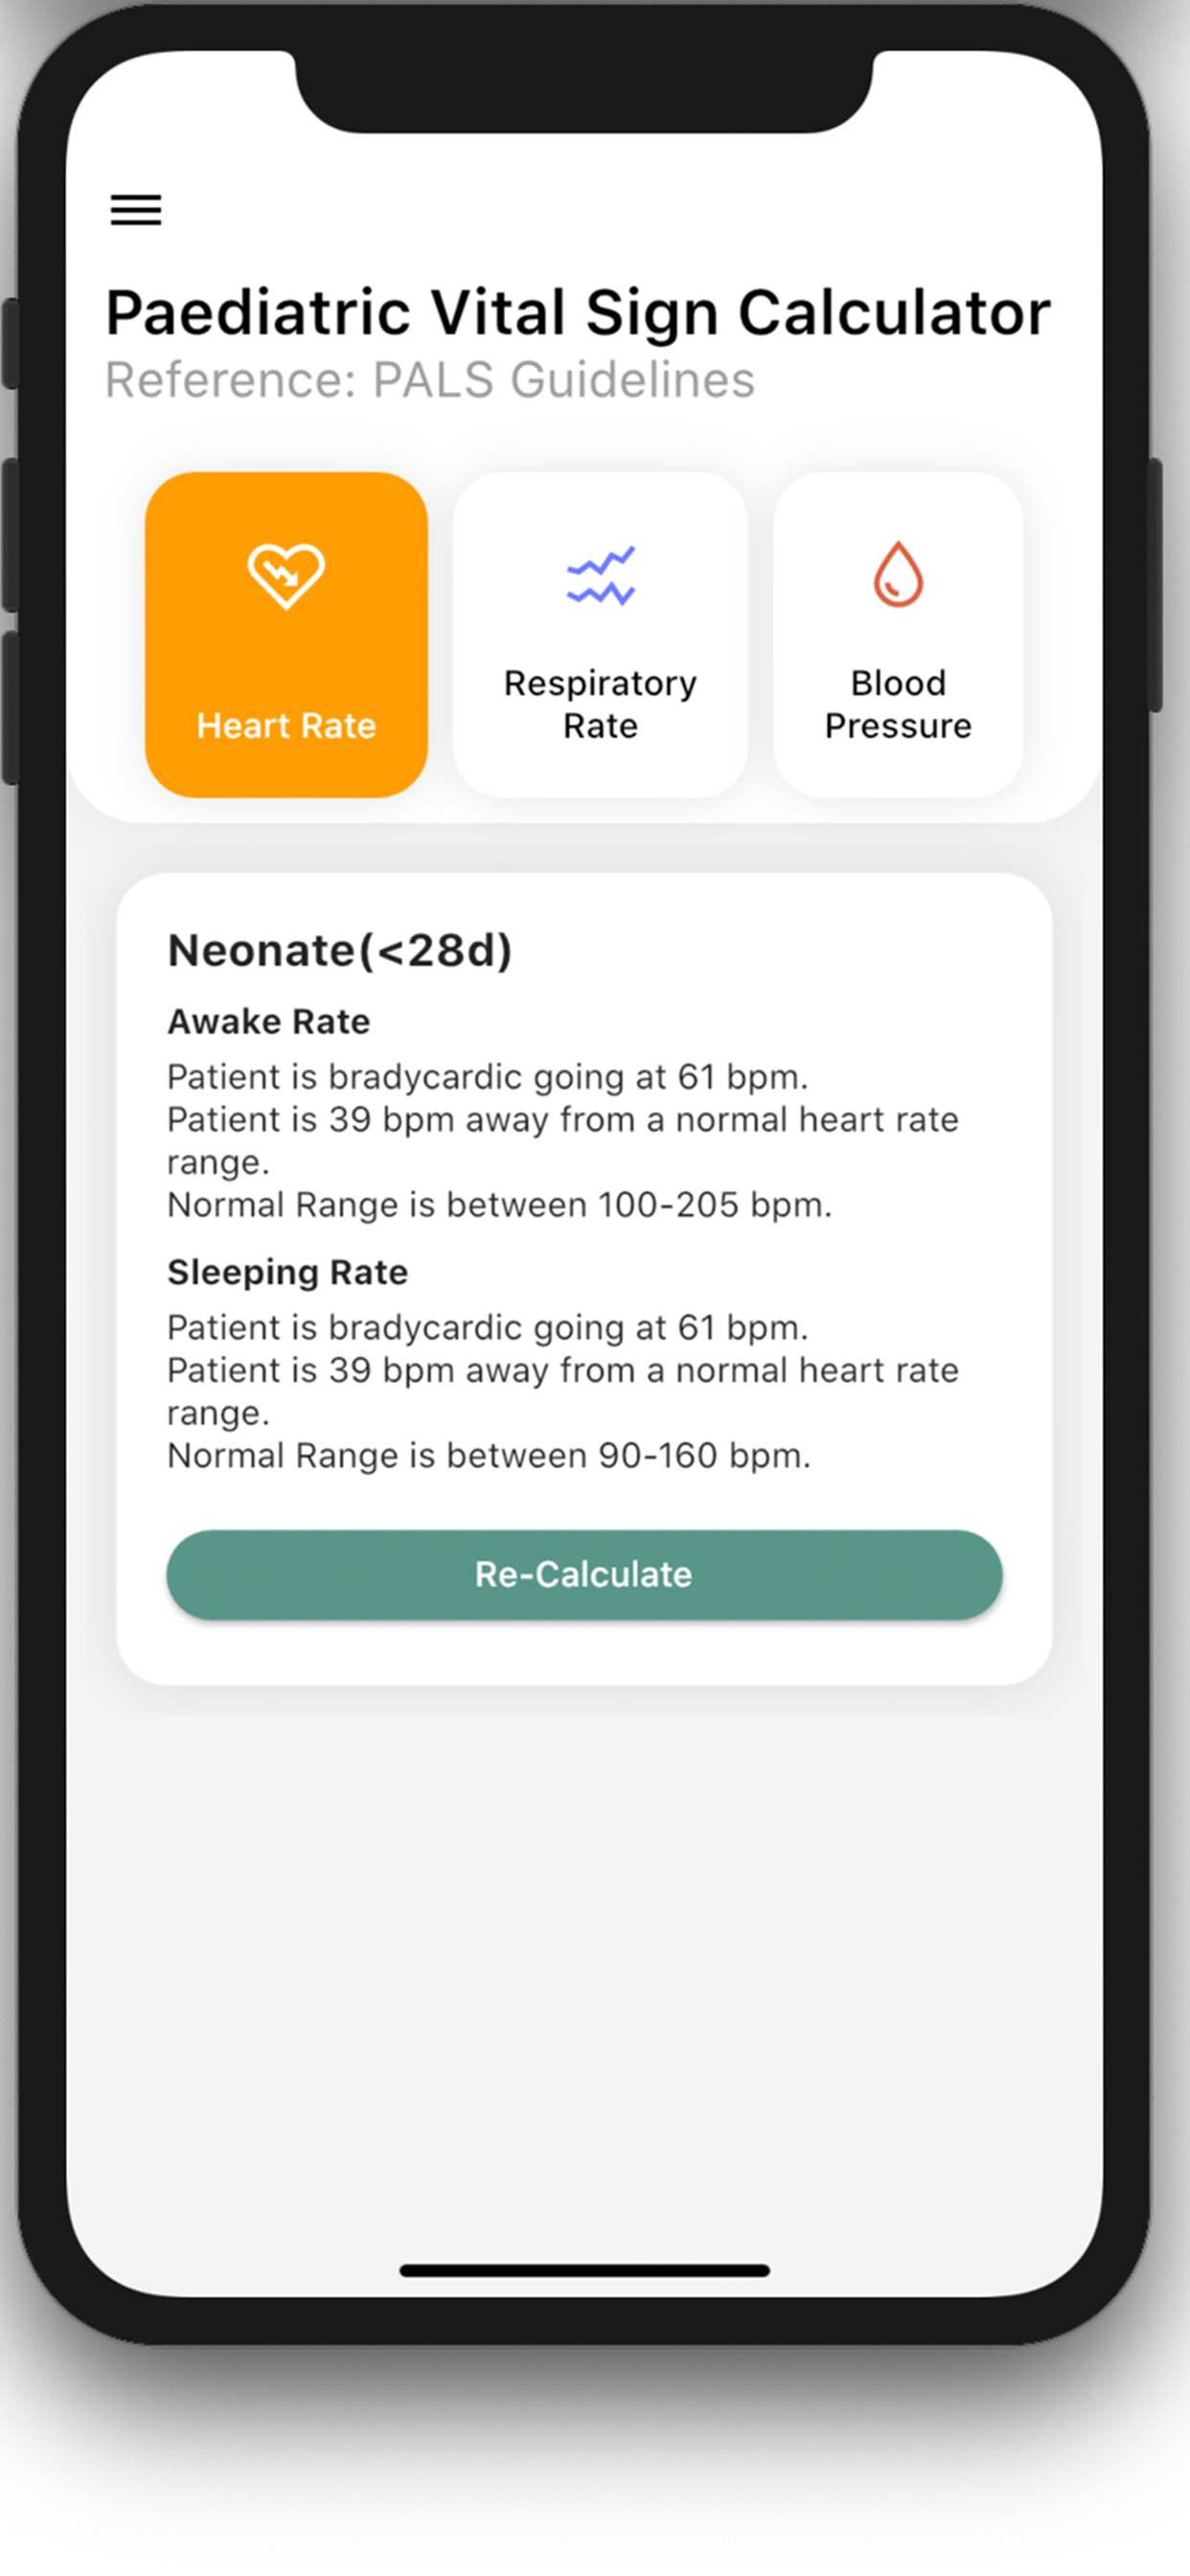 Paediatric Vital Sign Calculator
Reference: PALS Guidelines
Heart Rate
Respiratory
Rate
Blood
Pressure
Neonate(<28d)
Awake Rate
Patient is bradycardic going at 61 bpm.
Patient is 39 bpm away from a normal heart rate
range.
Normal Range is between 100-205 bpm.
Sleeping Rate
Patient is bradycardic going at 61 bpm.
Patient is 39 bpm away from a normal heart rate
range.
Normal Range is between 90-160 bpm.
Re-Calculate